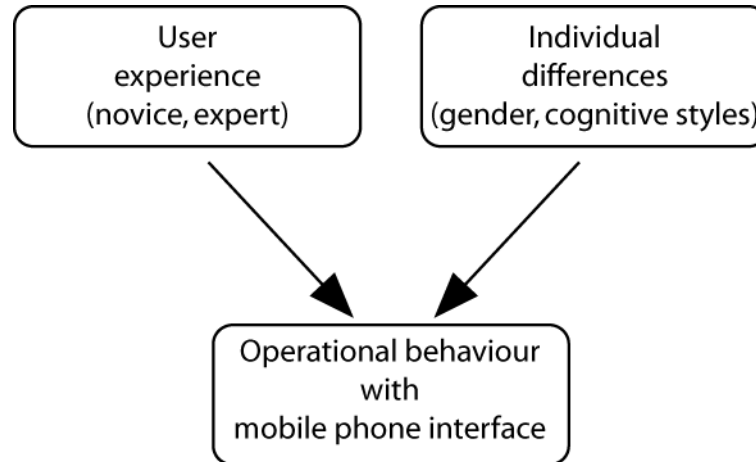 User
experience
(novice, expert)
Individual
differences
(gender, cognitive styles)
Operational behaviour
with
mobile phone interface